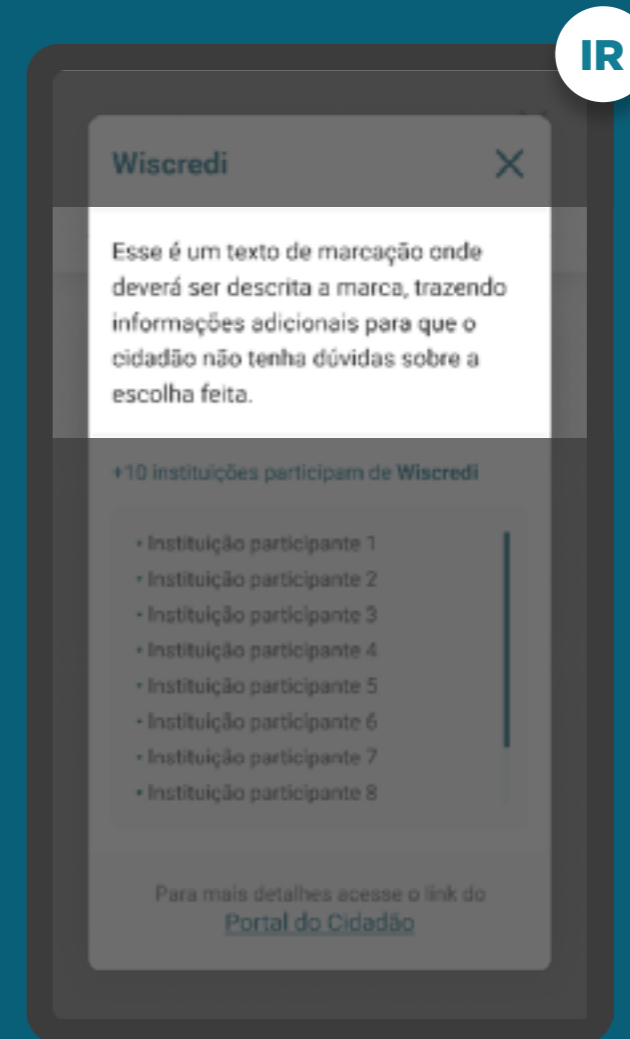 IR
Wiscredi
Esse é um texto de marcação onde
deverá ser descrita a marca, trazendo
informações adicionais para que o
cidadão não tenha dúvidas sobre a
escolha feita.
+10 instituições participam de Wiscredi
• Instituição participante 1
• Instituição participante 2
• Instituição participante 3
• Instituição participante 4
• Instituição participante 5
• Instituição participante 6
• Instituição participante 7
• Instituição participante 8
Para mais detalhes acesse o link do
Portal do Cidadão